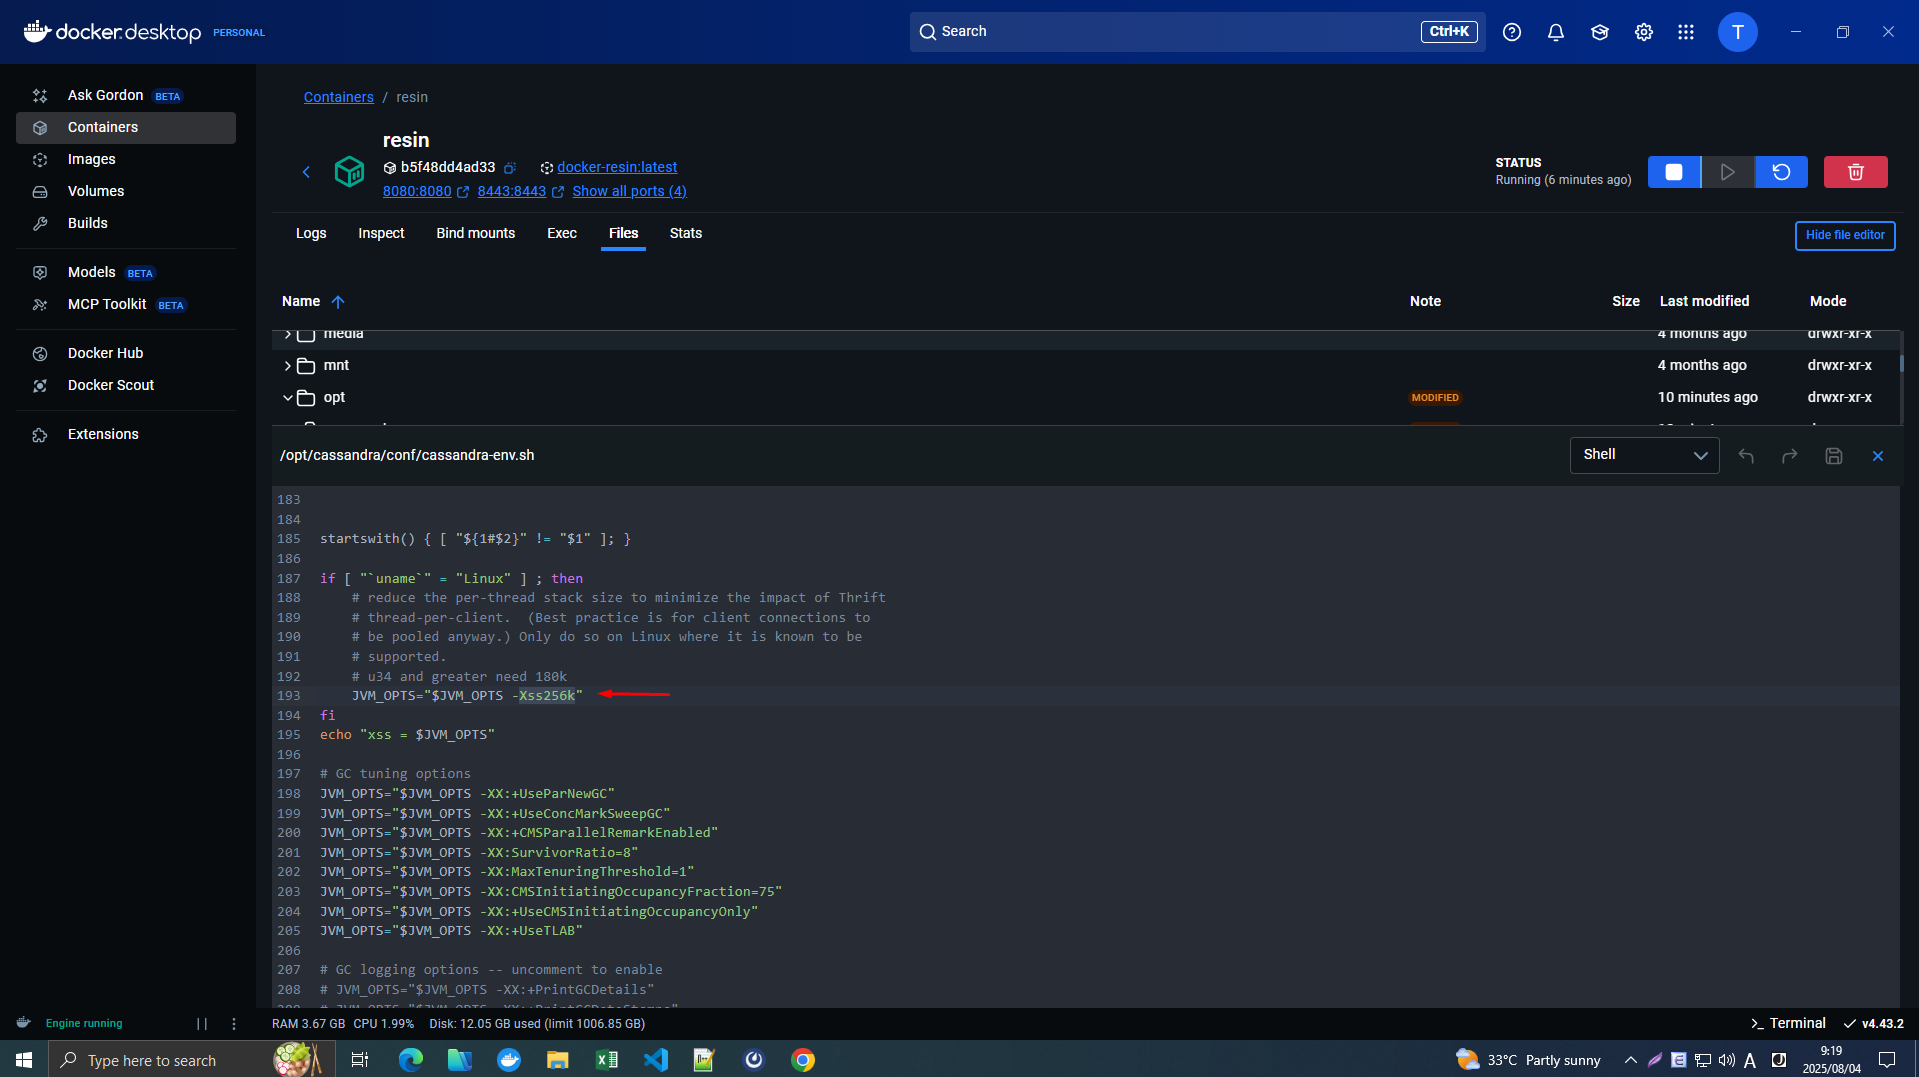 docker.desktop PERSONAL
Search Ctrl+K
T
Ask Gordon BETA
Containers
Images
Volumes
Builds
Models BETA
MCP Toolkit BETA
Docker Hub
Docker Scout
Extensions
Containers / resin
resin
b5f48dd4ad33 docker-resin:latest
8080:8080 8443:8443 Show all ports (4)
STATUS
Running (6 minutes ago)
Logs Inspect Bind mounts Exec Files Stats
Hide file editor
Name Note Size Last modified Mode
media 4 months ago drwxr-xr-x
mnt 4 months ago drwxr-xr-x
opt MODIFIED 10 minutes ago drwxr-xr-x
/opt/cassandra/conf/cassandra-env.sh Shell
183
184
185 startswith() { [ "${1#$2}" != "$1" ]; }
186
187 if [ "`uname`" = "Linux" ] ; then
188 # reduce the per-thread stack size to minimize the impact of Thrift
189 # thread-per-client.  (Best practice is for client connections to
190 # be pooled anyway.) Only do so on Linux where it is known to be
191 # supported.
192 # u34 and greater need 180k
193 JVM_OPTS="$JVM_OPTS -Xss256k"
194 fi
195 echo "xss = $JVM_OPTS"
196
197 # GC tuning options
198 JVM_OPTS="$JVM_OPTS -XX:+UseParNewGC"
199 JVM_OPTS="$JVM_OPTS -XX:+UseConcMarkSweepGC"
200 JVM_OPTS="$JVM_OPTS -XX:+CMSParallelRemarkEnabled"
201 JVM_OPTS="$JVM_OPTS -XX:SurvivorRatio=8"
202 JVM_OPTS="$JVM_OPTS -XX:MaxTenuringThreshold=1"
203 JVM_OPTS="$JVM_OPTS -XX:CMSInitiatingOccupancyFraction=75"
204 JVM_OPTS="$JVM_OPTS -XX:+UseCMSInitiatingOccupancyOnly"
205 JVM_OPTS="$JVM_OPTS -XX:+UseTLAB"
206
207 # GC logging options -- uncomment to enable
208 # JVM_OPTS="$JVM_OPTS -XX:+PrintGCDetails"
Engine running RAM 3.67 GB CPU 1.99% Disk: 12.05 GB used (limit 1006.85 GB) Terminal v4.43.2
Type here to search 33°C Partly sunny A 9:19
2025/08/04